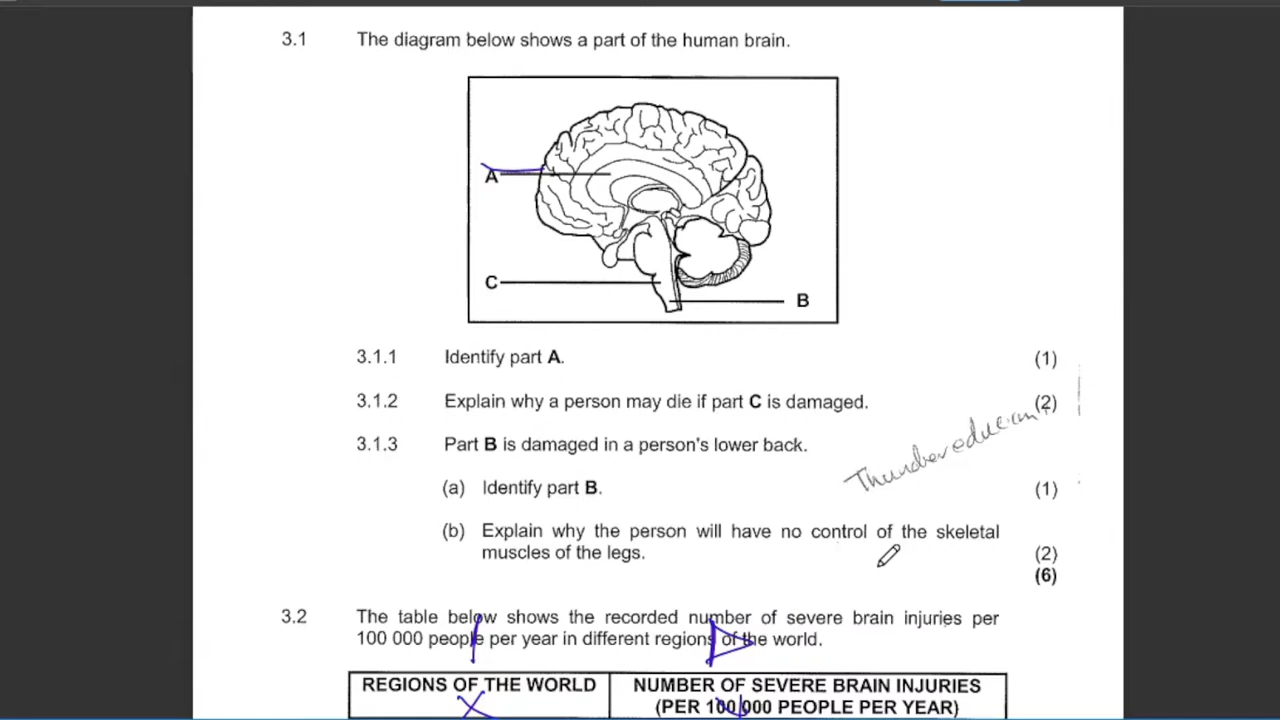 3.1 The diagram below shows a part of the human brain.
A
C
B
3.1.1 Identify part A. (1)
3.1.2 Explain why a person may die if part C is damaged. (2)
3.1.3 Part B is damaged in a person's lower back.
(a) Identify part B. (1)
(b) Explain why the person will have no control of the skeletal
muscles of the legs. (2)
(6)
3.2 The table below shows the recorded number of severe brain injuries per
100 000 people per year in different regions of the world.
REGIONS OF THE WORLD NUMBER OF SEVERE BRAIN INJURIES
(PER 100 000 PEOPLE PER YEAR)